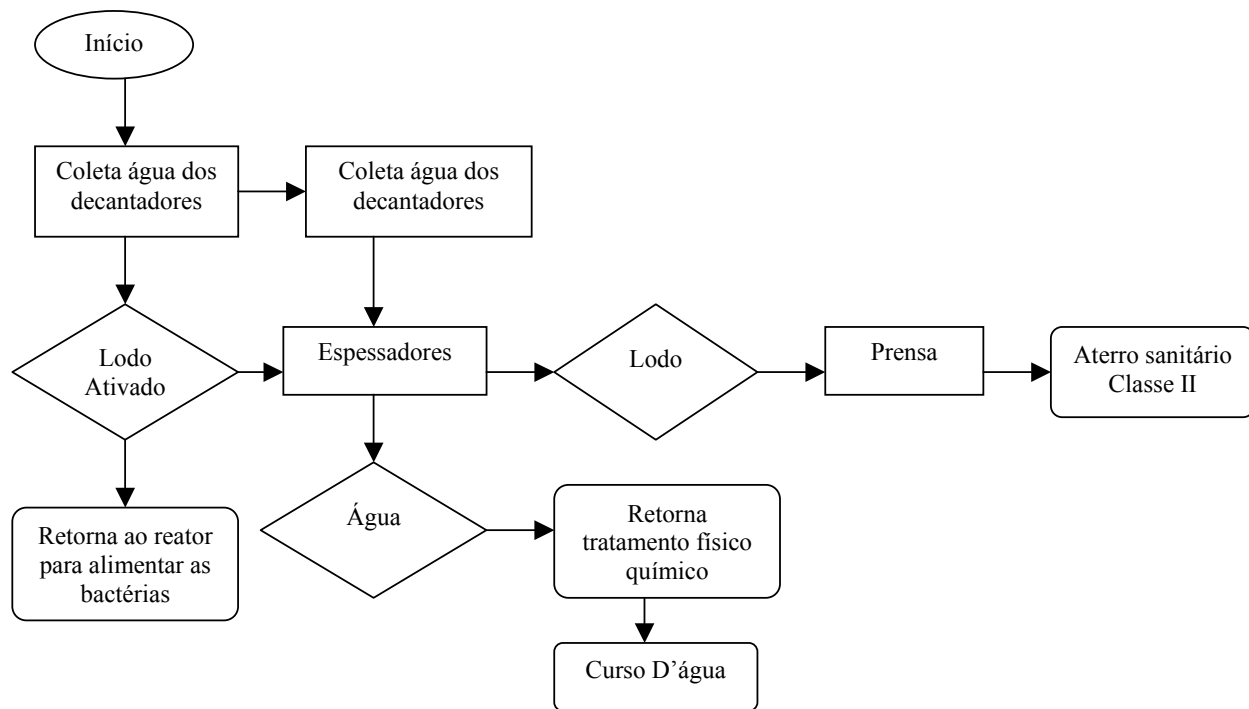 Início
Coleta água dos
decantadores
Coleta água dos
decantadores
Lodo
Ativado
Espessadores
Lodo
Prensa
Aterro sanitário
Classe II
Retorna ao reator
para alimentar as
bactérias
Água
Retorna
tratamento físico
químico
Curso D’água